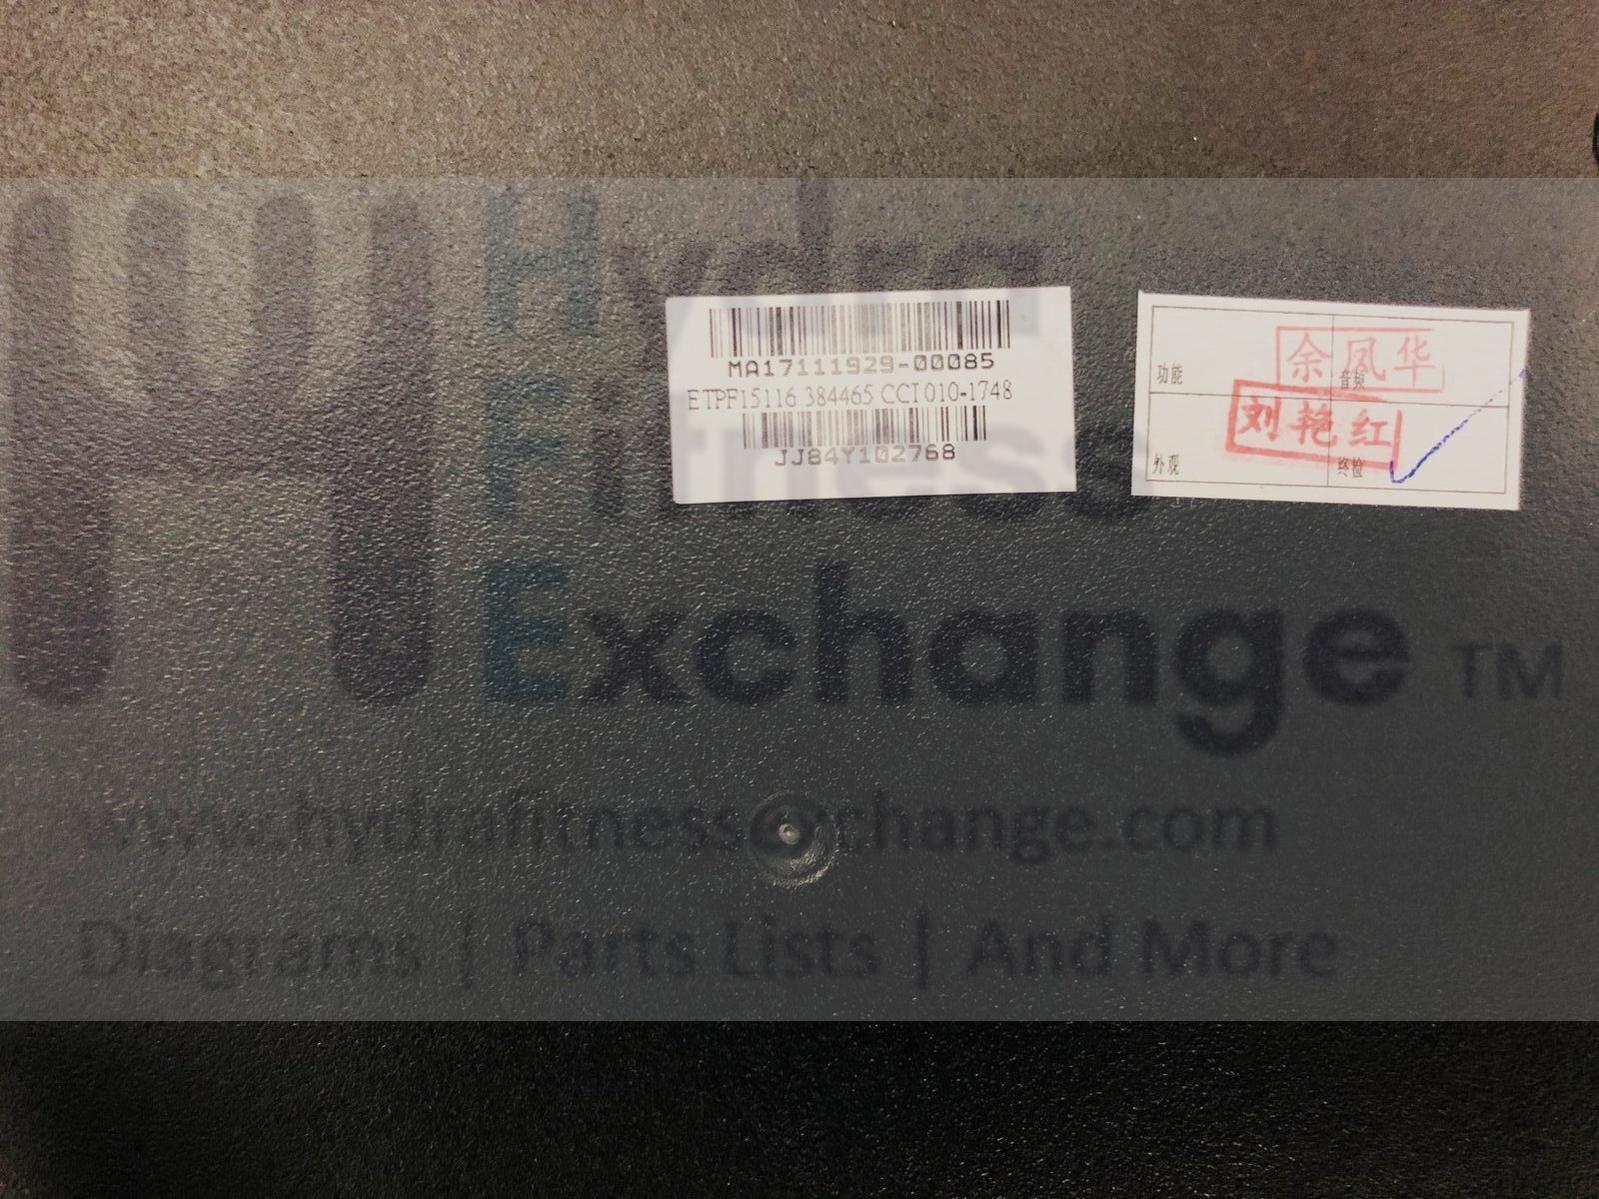 Hydra
MA17111929-00085
ETPF15116 384465 CCI 010-1748
JJ84Y102768
Fitness
功能
音频
余凤华
刘艳红
外观
终检
Exchange TM
www.hydrafitnessexchange.com
Diagrams | Parts Lists | And More